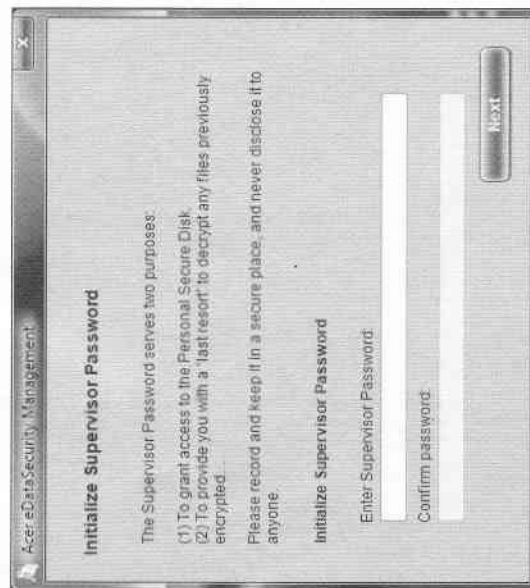 Acer eDataSecurity Management
Initialize Supervisor Password
The Supervisor Password serves two purposes:
(1) To grant access to the Personal Secure Disk.
(2) To provide you with a "last resort" to decrypt any files previously
encrypted.
Please record and keep it in a secure place, and never disclose it to
anyone.
Initialize Supervisor Password
Enter Supervisor Password:
Confirm password:
Next